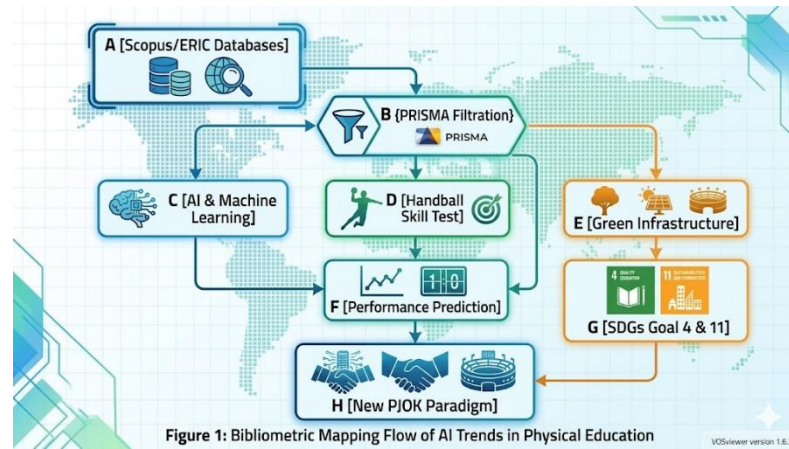 A [Scopus/ERIC Databases]
B {PRISMA Filtration}
PRISMA
C [AI & Machine Learning]
D [Handball Skill Test]
E [Green Infrastructure]
1:0
F [Performance Prediction]
4 QUALITY EDUCATION
11
G [SDGs Goal 4 & 11]
H [New PJOK Paradigm]
Figure 1: Bibliometric Mapping Flow of AI Trends in Physical Education
VOSviewer version 1.6.